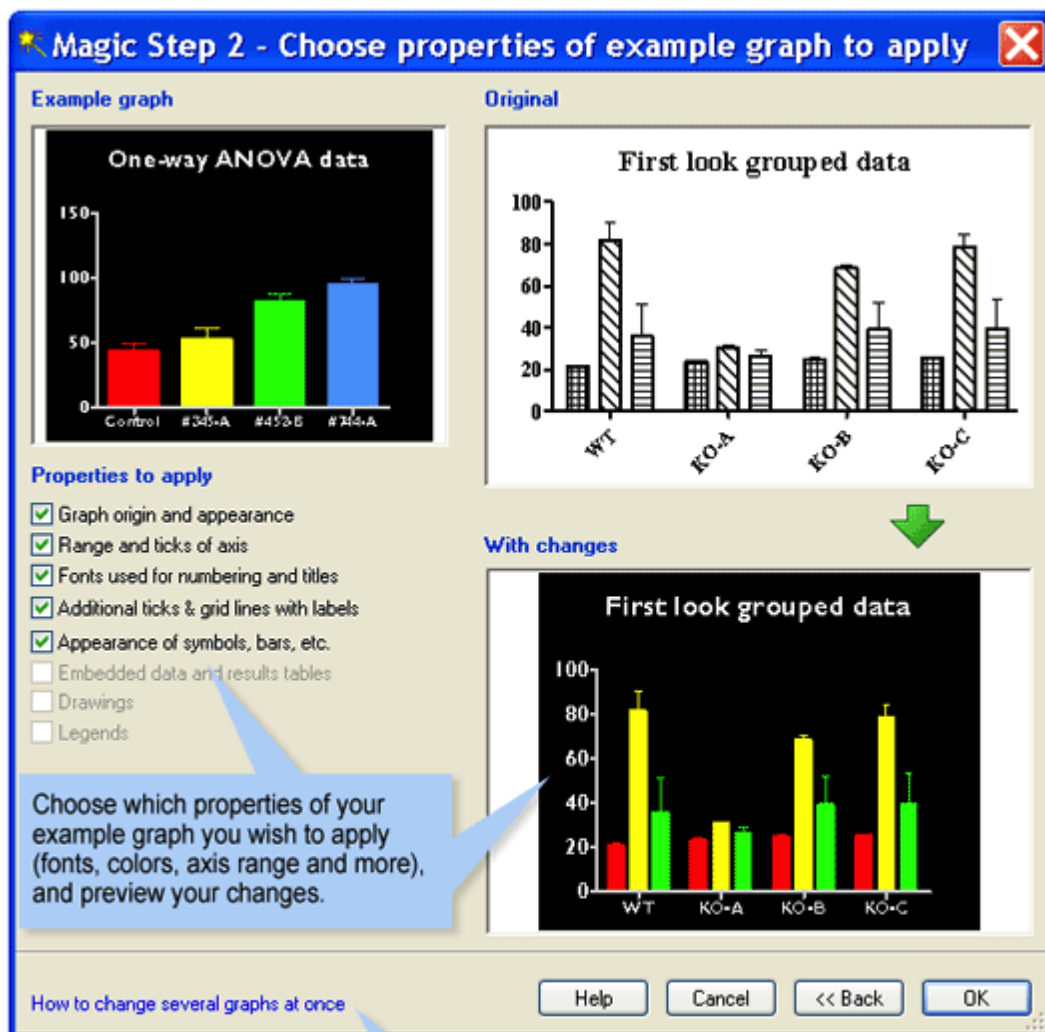 Magic Step 2 - Choose properties of example graph to apply
Example graph
One-way ANOVA data
150
100
50
0
Control #345-A #452-B #344-A
Original
First look grouped data
100
80
60
40
20
0
WT KO-A KO-B KO-C
Properties to apply
Graph origin and appearance
Range and ticks of axis
Fonts used for numbering and titles
Additional ticks & grid lines with labels
Appearance of symbols, bars, etc.
Embedded data and results tables
Drawings
Legends
Choose which properties of your
example graph you wish to apply
(fonts, colors, axis range and more),
and preview your changes.
With changes
First look grouped data
100
80
60
40
20
0
WT KO-A KO-B KO-C
How to change several graphs at once
Help
Cancel
<< Back
OK